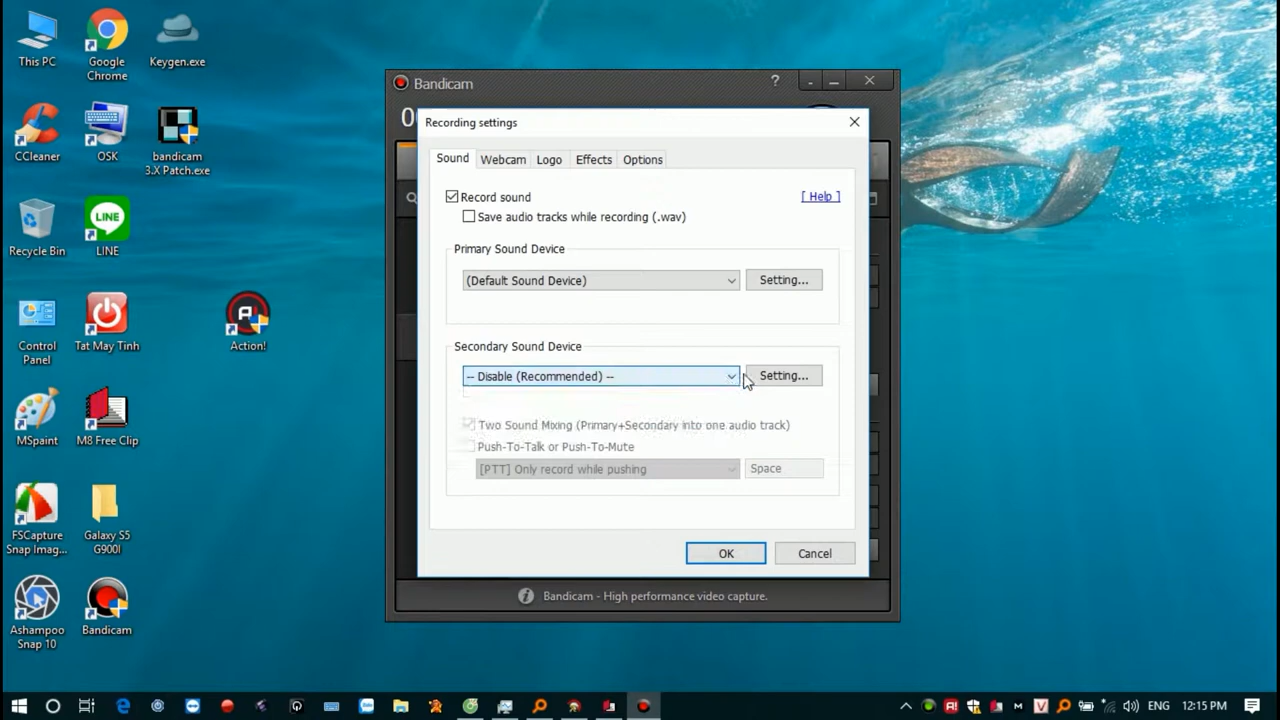 This PC
Google
Chrome
Keygen.exe
CCleaner
OSK
bandicam
3.X Patch.exe
Recycle Bin
LINE
LINE
Control
Panel
Tat May Tinh
Action!
MSpaint
M8 Free Clip
FSCapture
Snap Imag...
Galaxy S5
G900I
Ashampoo
Snap 10
Bandicam
Bandicam
?
Recording settings
Sound
Webcam
Logo
Effects
Options
Record sound
[ Help ]
Save audio tracks while recording (.wav)
Primary Sound Device
(Default Sound Device)
Setting...
Secondary Sound Device
-- Disable (Recommended) --
Setting...
Two Sound Mixing (Primary+Secondary into one audio track)
Push-To-Talk or Push-To-Mute
[PTT] Only record while pushing
Space
OK
Cancel
Bandicam - High performance video capture.
ENG
12:15 PM